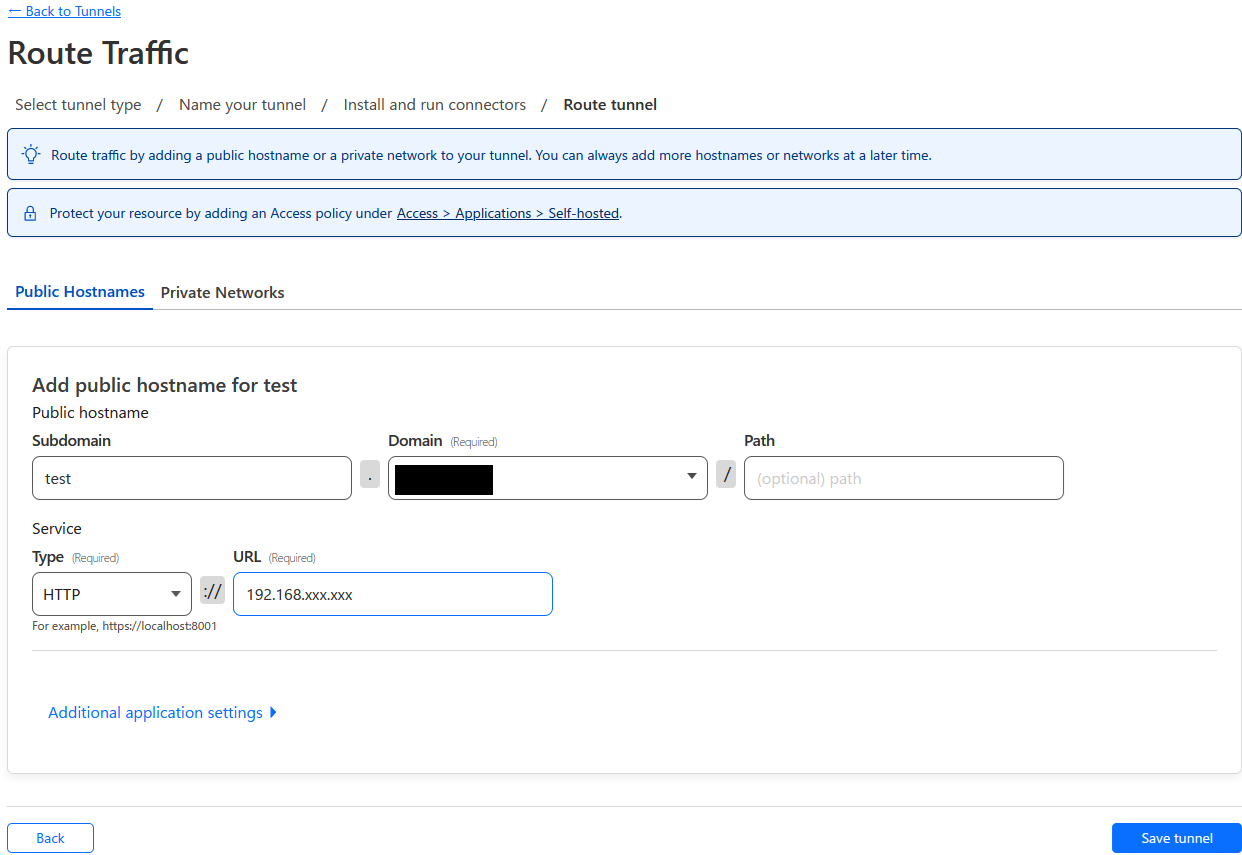 ← Back to Tunnels
Route Traffic
Select tunnel type / Name your tunnel / Install and run connectors / Route tunnel
Route traffic by adding a public hostname or a private network to your tunnel. You can always add more hostnames or networks at a later time.
Protect your resource by adding an Access policy under Access > Applications > Self-hosted.
Public Hostnames Private Networks
Add public hostname for test
Public hostname
Subdomain Domain (Required) Path
test . / (optional) path
Service
Type (Required) URL (Required)
HTTP :// 192.168.xxx.xxx
For example, https://localhost:8001
Additional application settings
Back Save tunnel